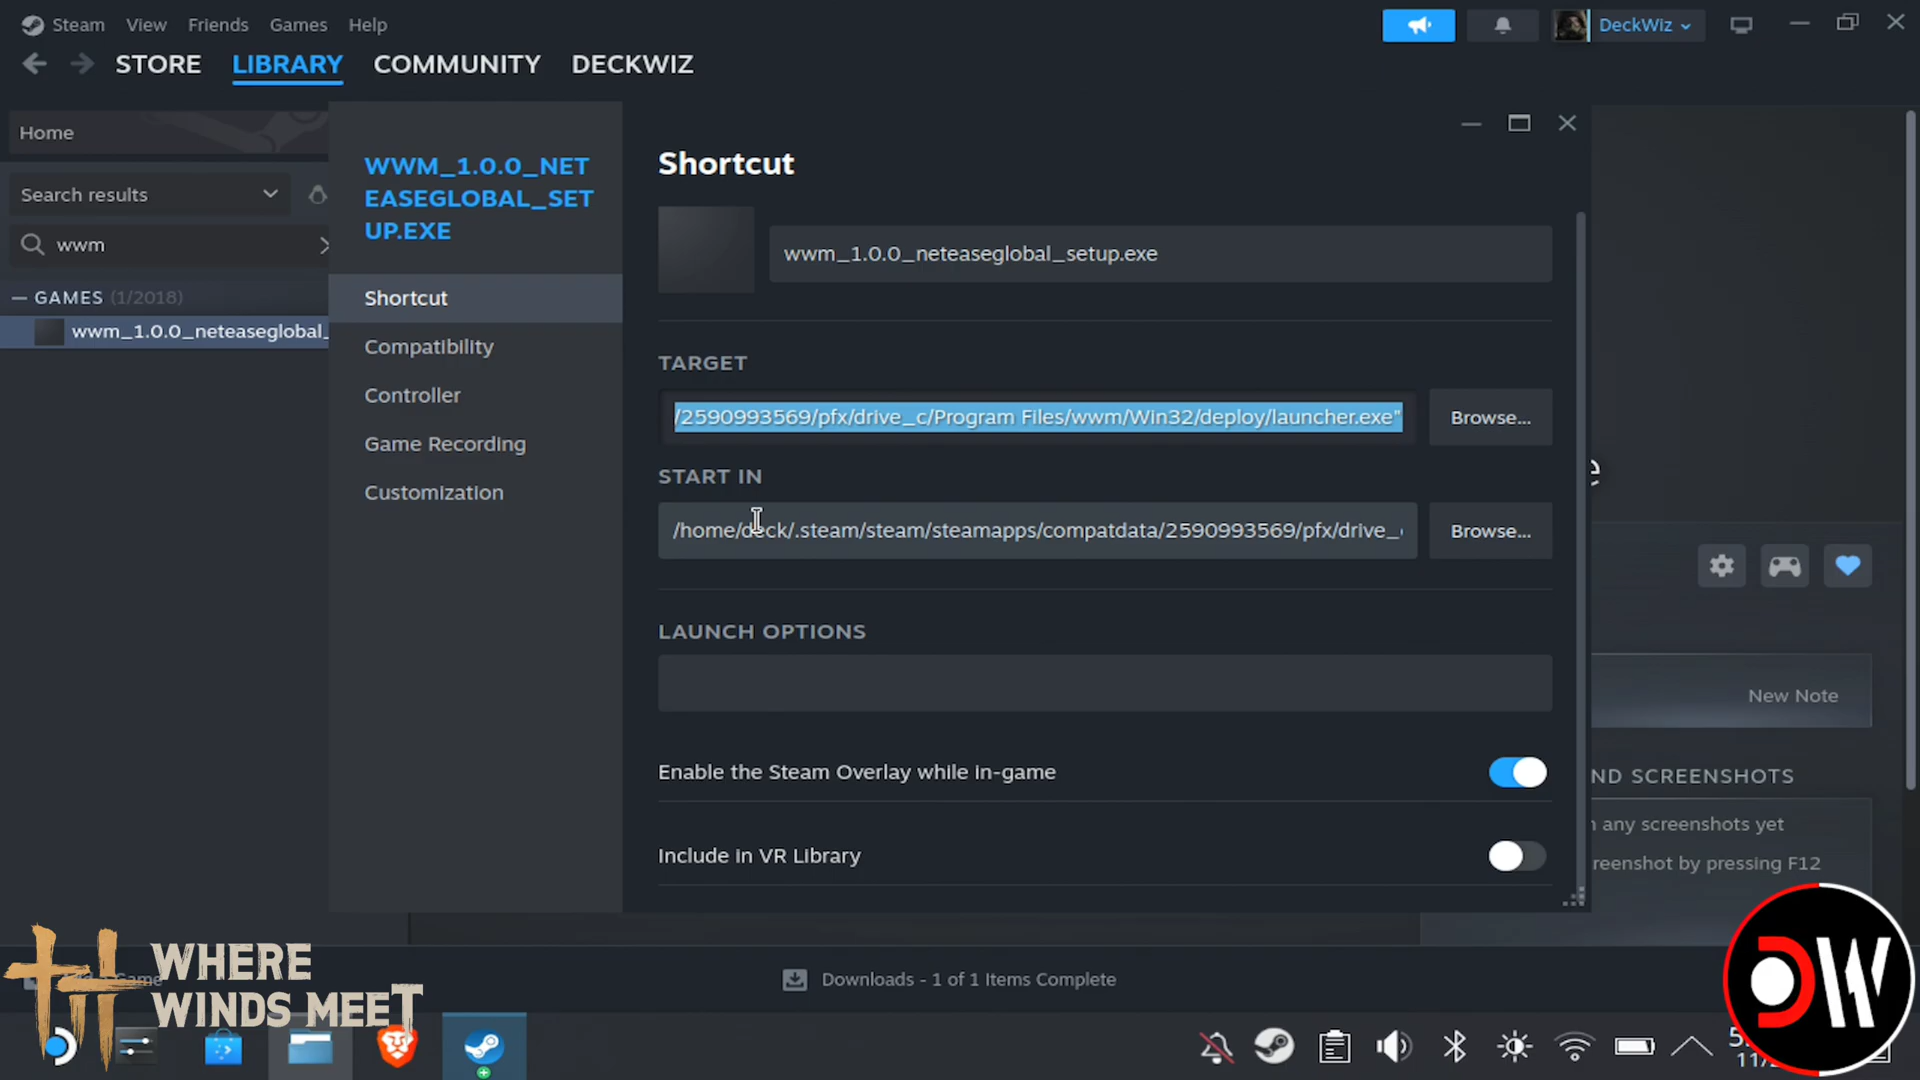 Steam View Friends Games Help
DeckWiz
STORE LIBRARY COMMUNITY DECKWIZ
Home
Search results
wwm
— GAMES (1/2018)
wwm_1.0.0_neteaseglobal_
WWM_1.0.0_NET
EASEGLOBAL_SET
UP.EXE
Shortcut
Compatibility
Controller
Game Recording
Customization
Shortcut
wwm_1.0.0_neteaseglobal_setup.exe
TARGET
/2590993569/pfx/drive_c/Program Files/wwm/Win32/deploy/launcher.exe"
Browse...
START IN
/home/deck/.steam/steam/steamapps/compatdata/2590993569/pfx/drive_
Browse...
LAUNCH OPTIONS
Enable the Steam Overlay while in-game
Include in VR Library
e
New Note
ND SCREENSHOTS
any screenshots yet
reenshot by pressing F12
Game
Downloads - 1 of 1 Items Complete
WHERE
WINDS MEET
DW